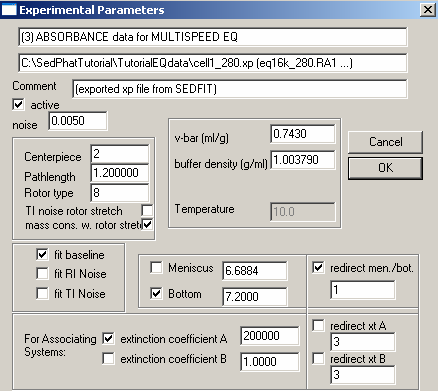 Experimental Parameters
(3) ABSORBANCE data for MULTISPEED EQ
C:\SedPhatTutorial\TutorialEQdata\cell1_280.xp (eq16k_280.RA1 ...)
Comment (exported xp file from SEDFIT)
active
noise 0.0050
v-bar (ml/g) 0.7430
buffer density (g/ml) 1.003790
Temperature 10.0
Cancel
OK
Centerpiece 2
Pathlength 1.200000
Rotor type 8
TI noise rotor stretch
mass cons. w. rotor stret
fit baseline
fit RI Noise
fit TI Noise
Meniscus 6.6884
Bottom 7.2000
redirect men./bot.
1
For Associating
Systems:
extinction coefficient A 200000
extinction coefficient B 1.0000
redirect xt A
3
redirect xt B
3